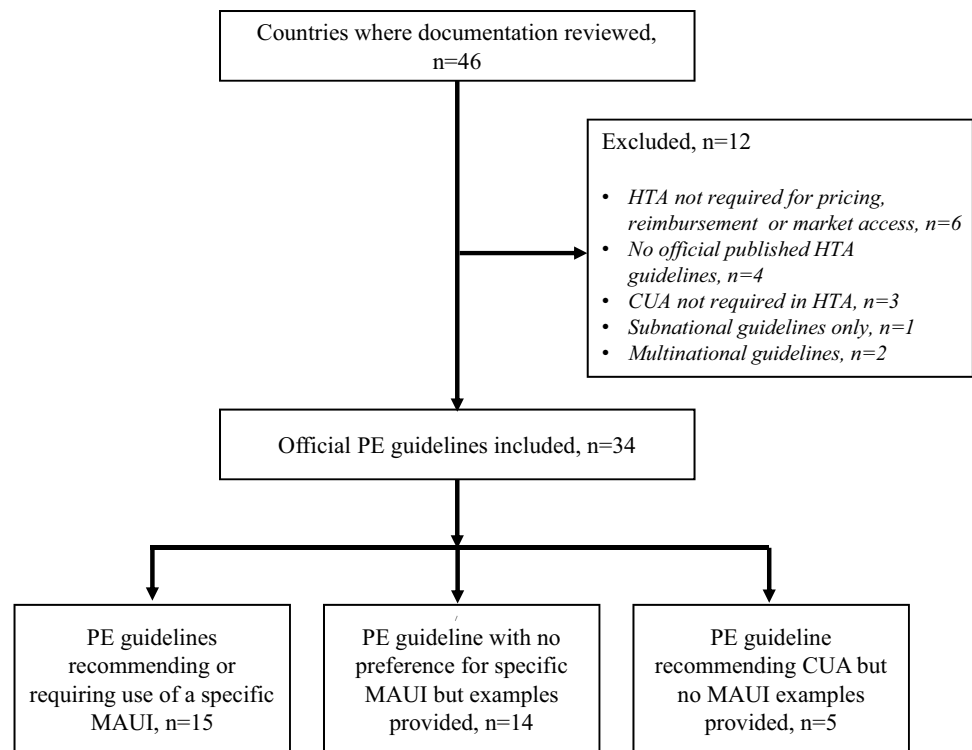 Countries where documentation reviewed,
n=46
Excluded, n=12
• HTA not required for pricing,
reimbursement or market access, n=6
• No official published HTA
guidelines, n=4
• CUA not required in HTA, n=3
• Subnational guidelines only, n=1
• Multinational guidelines, n=2
Official PE guidelines included, n=34
PE guidelines
recommending or
requiring use of a specific
MAUI, n=15
PE guideline with no
preference for specific
MAUI but examples
provided, n=14
PE guideline
recommending CUA but
no MAUI examples
provided, n=5